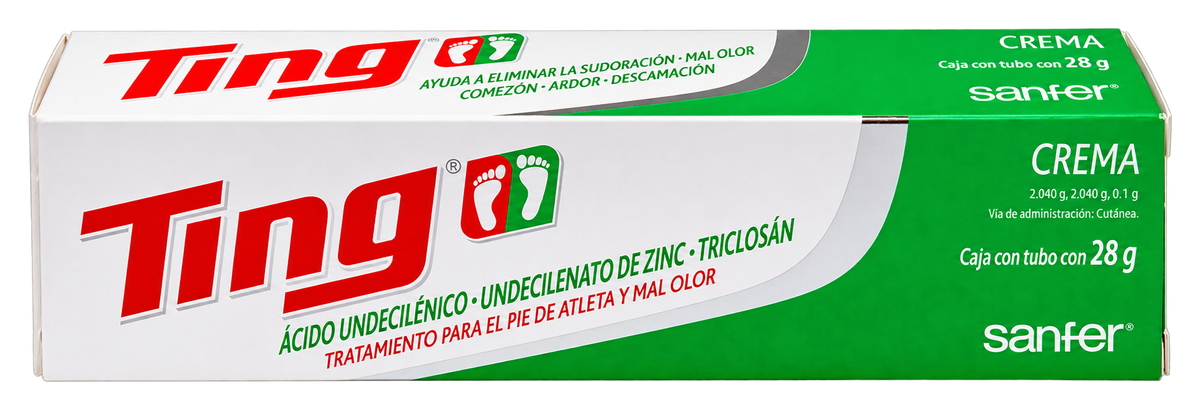 Ting®
AYUDA A ELIMINAR LA SUDORACIÓN • MAL OLOR
COMEZÓN • ARDOR • DESCAMACIÓN
CREMA
Caja con tubo con 28 g
sanfer®
Ting®
ÁCIDO UNDECILÉNICO • UNDECILENATO DE ZINC • TRICLOSÁN
TRATAMIENTO PARA EL PIE DE ATLETA Y MAL OLOR
CREMA
2.040 g, 2.040 g, 0.1 g
Vía de administración: Cutánea.
Caja con tubo con 28 g
sanfer®